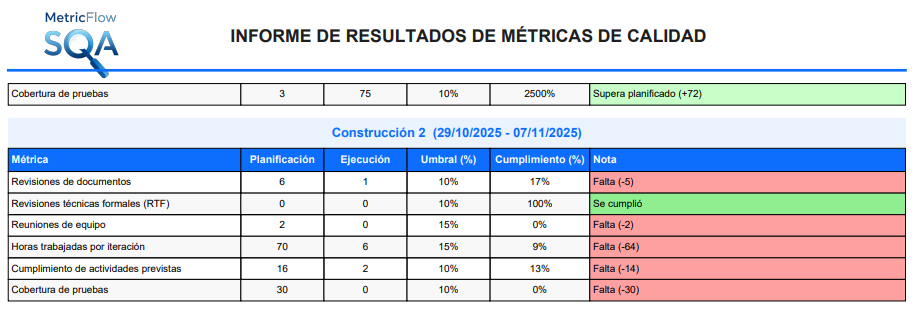 MetricFlow
SQA
INFORME DE RESULTADOS DE MÉTRICAS DE CALIDAD
Cobertura de pruebas 3 75 10% 2500% Supera planificado (+72)
Construcción 2 (29/10/2025 - 07/11/2025)
Métrica Planificación Ejecución Umbral (%) Cumplimiento (%) Nota
Revisiones de documentos 6 1 10% 17% Falta (-5)
Revisiones técnicas formales (RTF) 0 0 10% 100% Se cumplió
Reuniones de equipo 2 0 15% 0% Falta (-2)
Horas trabajadas por iteración 70 6 15% 9% Falta (-64)
Cumplimiento de actividades previstas 16 2 10% 13% Falta (-14)
Cobertura de pruebas 30 0 10% 0% Falta (-30)